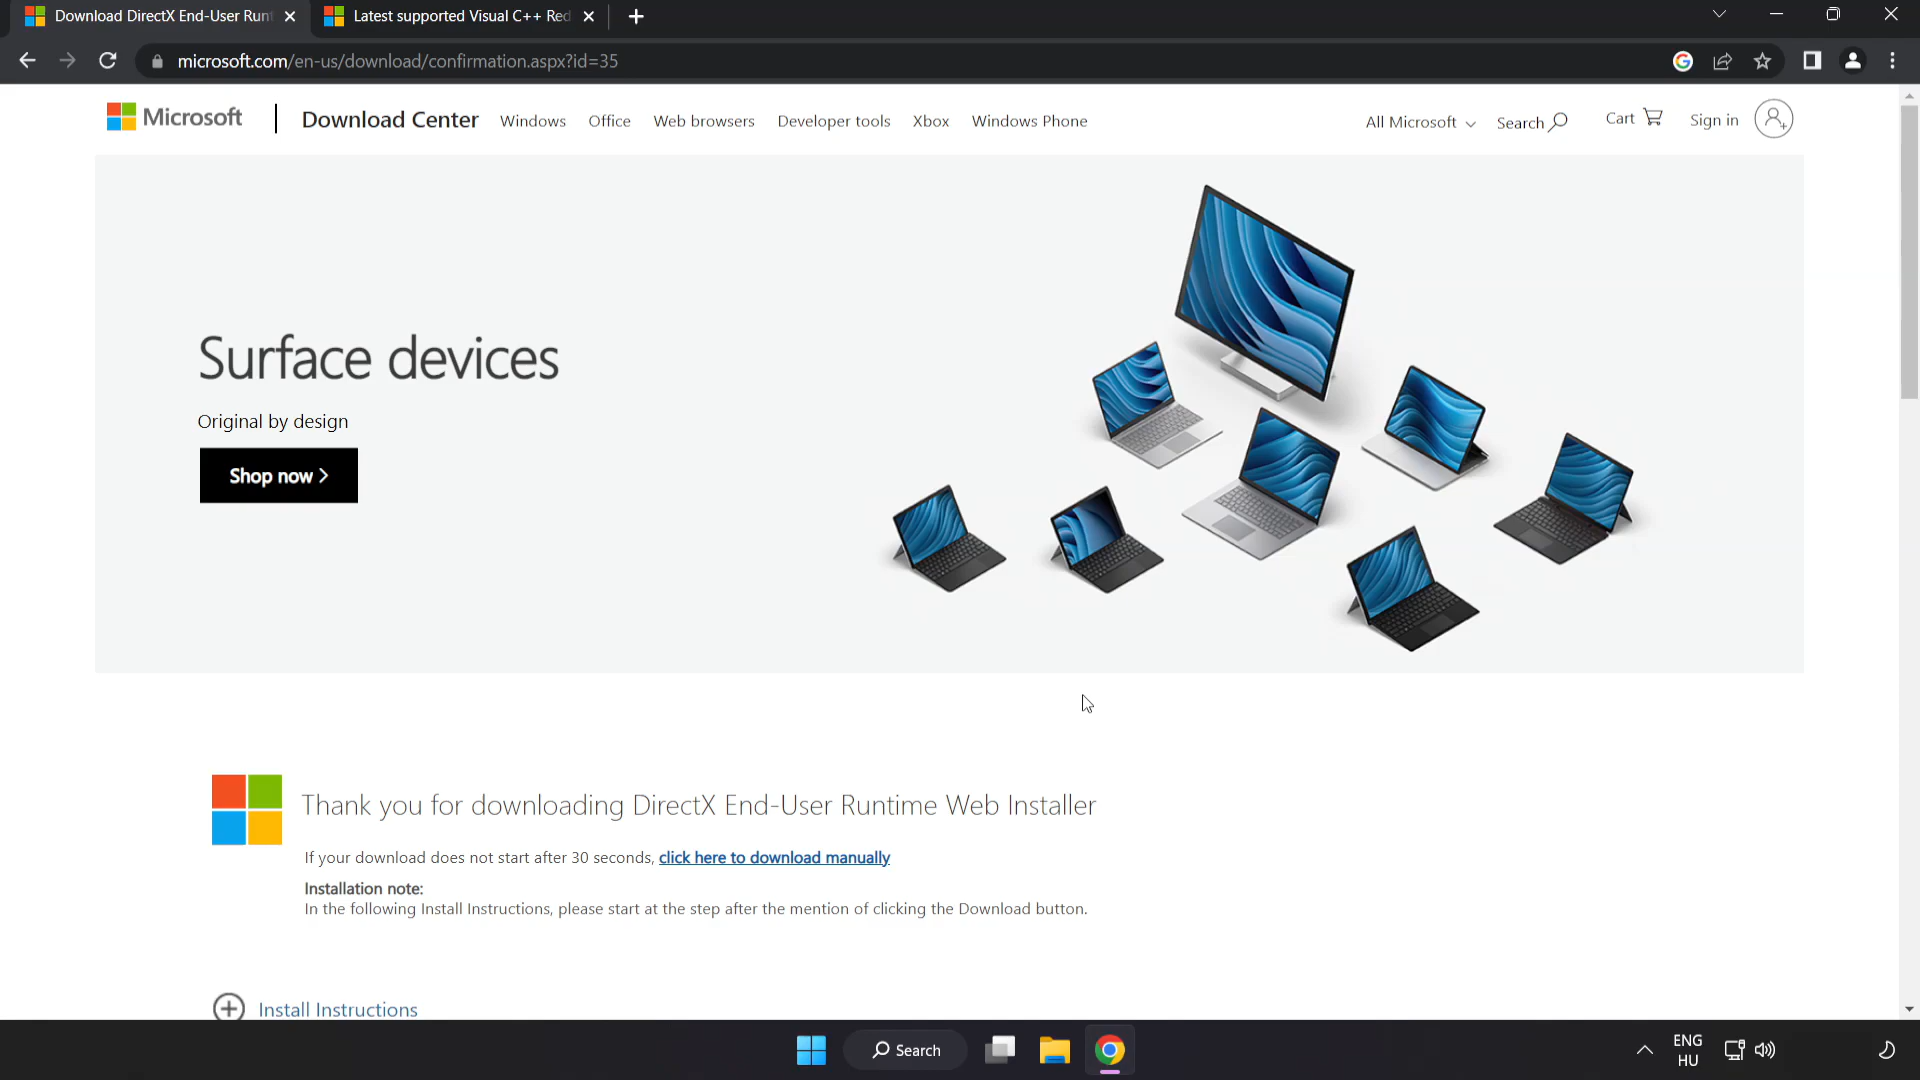 Download DirectX End-User Runt
Latest supported Visual C++ Red
microsoft.com/en-us/download/confirmation.aspx?id=35
Microsoft
Download Center
Windows
Office
Web browsers
Developer tools
Xbox
Windows Phone
All Microsoft
Search
Cart
Sign in
Surface devices
Original by design
Shop now >
Thank you for downloading DirectX End-User Runtime Web Installer
If your download does not start after 30 seconds, click here to download manually
Installation note:
In the following Install Instructions, please start at the step after the mention of clicking the Download button.
Install Instructions
Search
ENG
HU